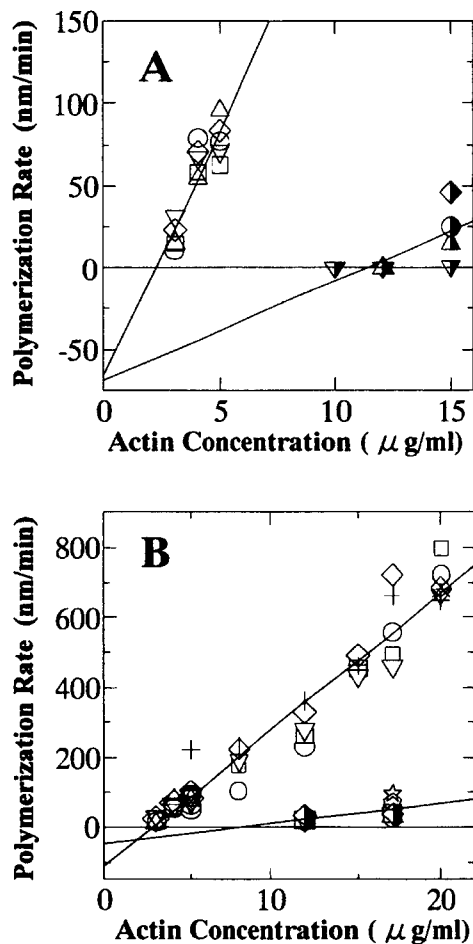 A
Polymerization Rate (nm/min)
150
100
50
0
-50
0 5 10 15
Actin Concentration ( μ g/ml)
B
Polymerization Rate (nm/min)
800
600
400
200
0
0 10 20
Actin Concentration ( μ g/ml)